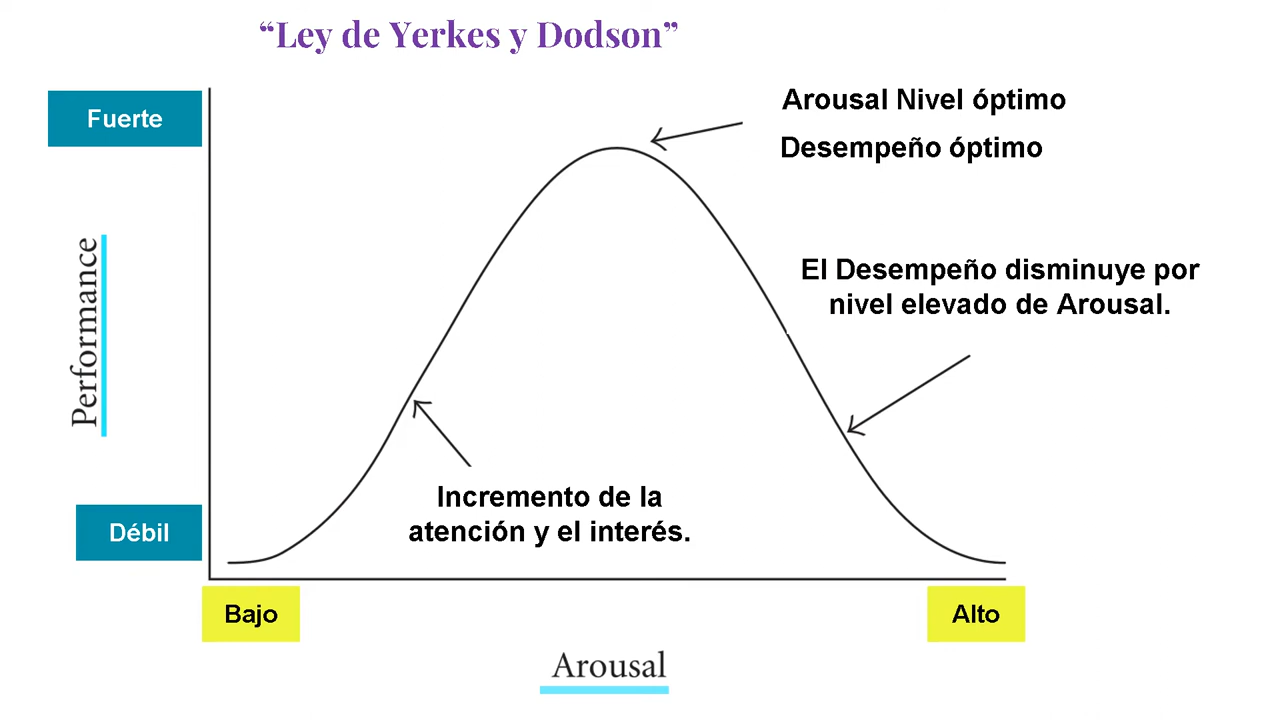 “Ley de Yerkes y Dodson”
Fuerte
Arousal Nivel óptimo
Desempeño óptimo
Performance
El Desempeño disminuye por
nivel elevado de Arousal.
Incremento de la
atención y el interés.
Débil
Bajo
Alto
Arousal